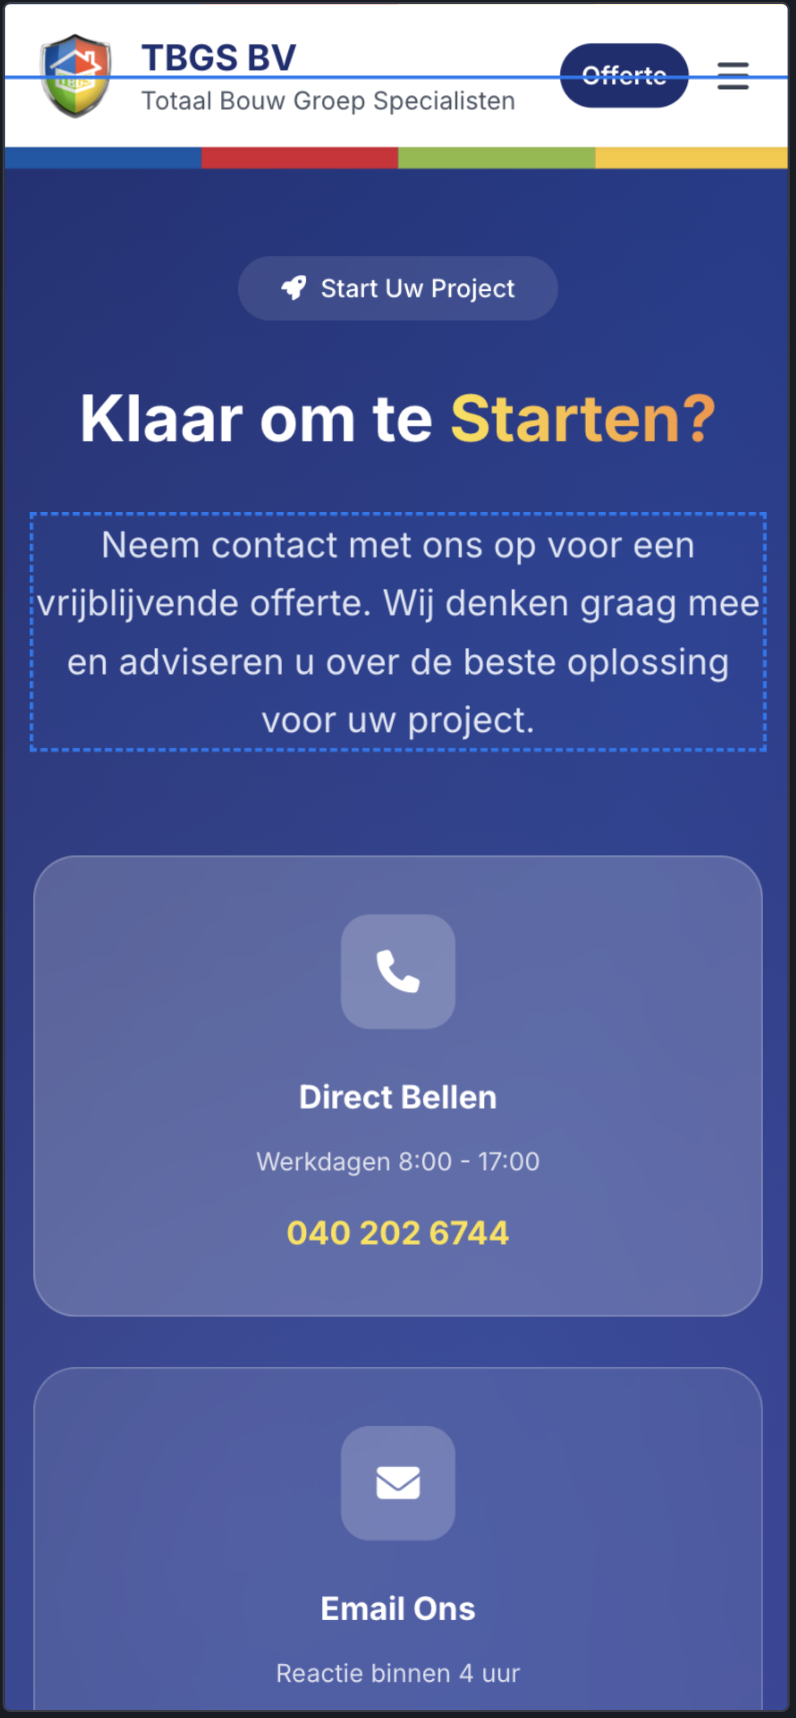 TBGS BV
Totaal Bouw Groep Specialisten
Offerte
TBGS
Start Uw Project
Klaar om te Starten?
Neem contact met ons op voor een
vrijblijvende offerte. Wij denken graag mee
en adviseren u over de beste oplossing
voor uw project.
Direct Bellen
Werkdagen 8:00 - 17:00
040 202 6744
Email Ons
Reactie binnen 4 uur